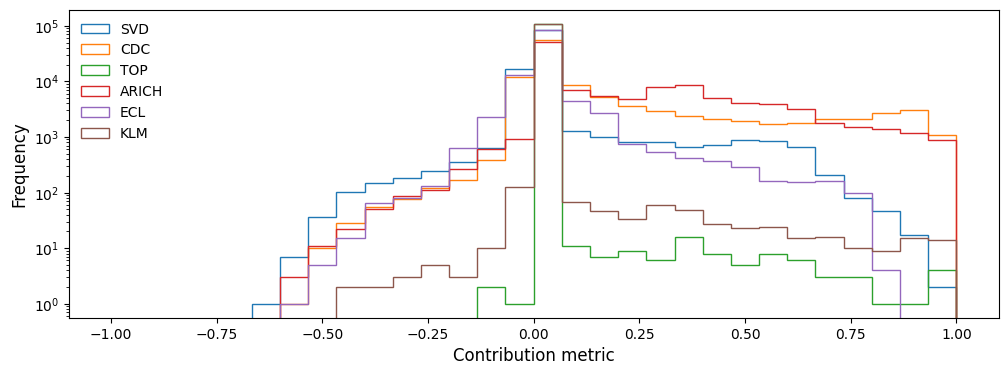 10⁵
10⁴
10³
10²
10¹
10⁰
Frequency
SVD
CDC
TOP
ARICH
ECL
KLM
−1.00 −0.75 −0.50 −0.25 0.00 0.25 0.50 0.75 1.00
Contribution metric